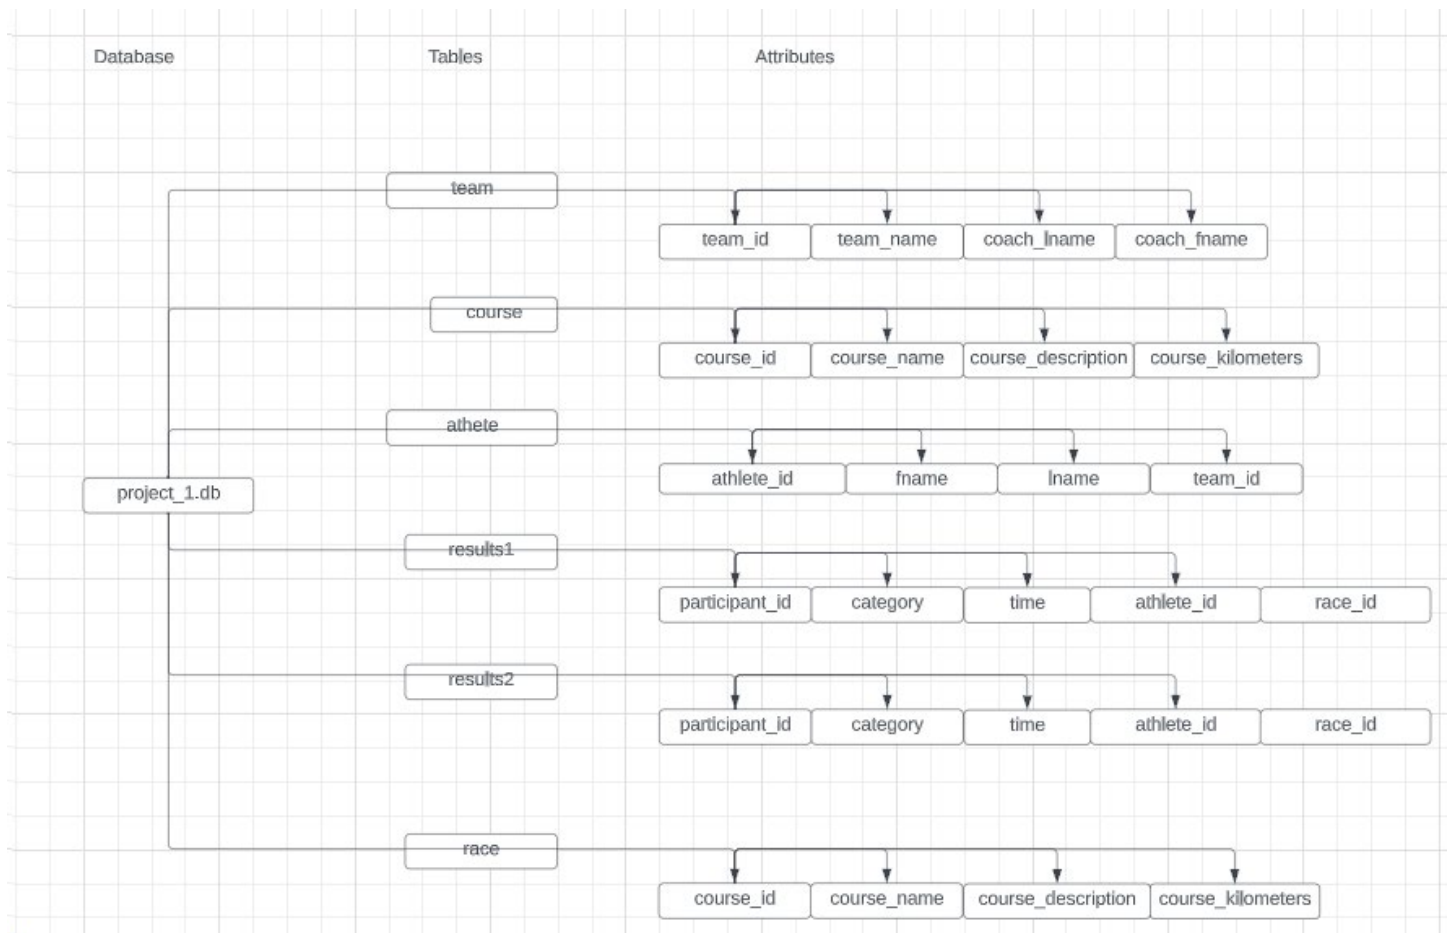 Database Tables Attributes
team
team_id team_name coach_lname coach_fname
course
course_id course_name course_description course_kilometers
athete
athlete_id fname lname team_id
project_1.db
results1
participant_id category time athlete_id race_id
results2
participant_id category time athlete_id race_id
race
course_id course_name course_description course_kilometers